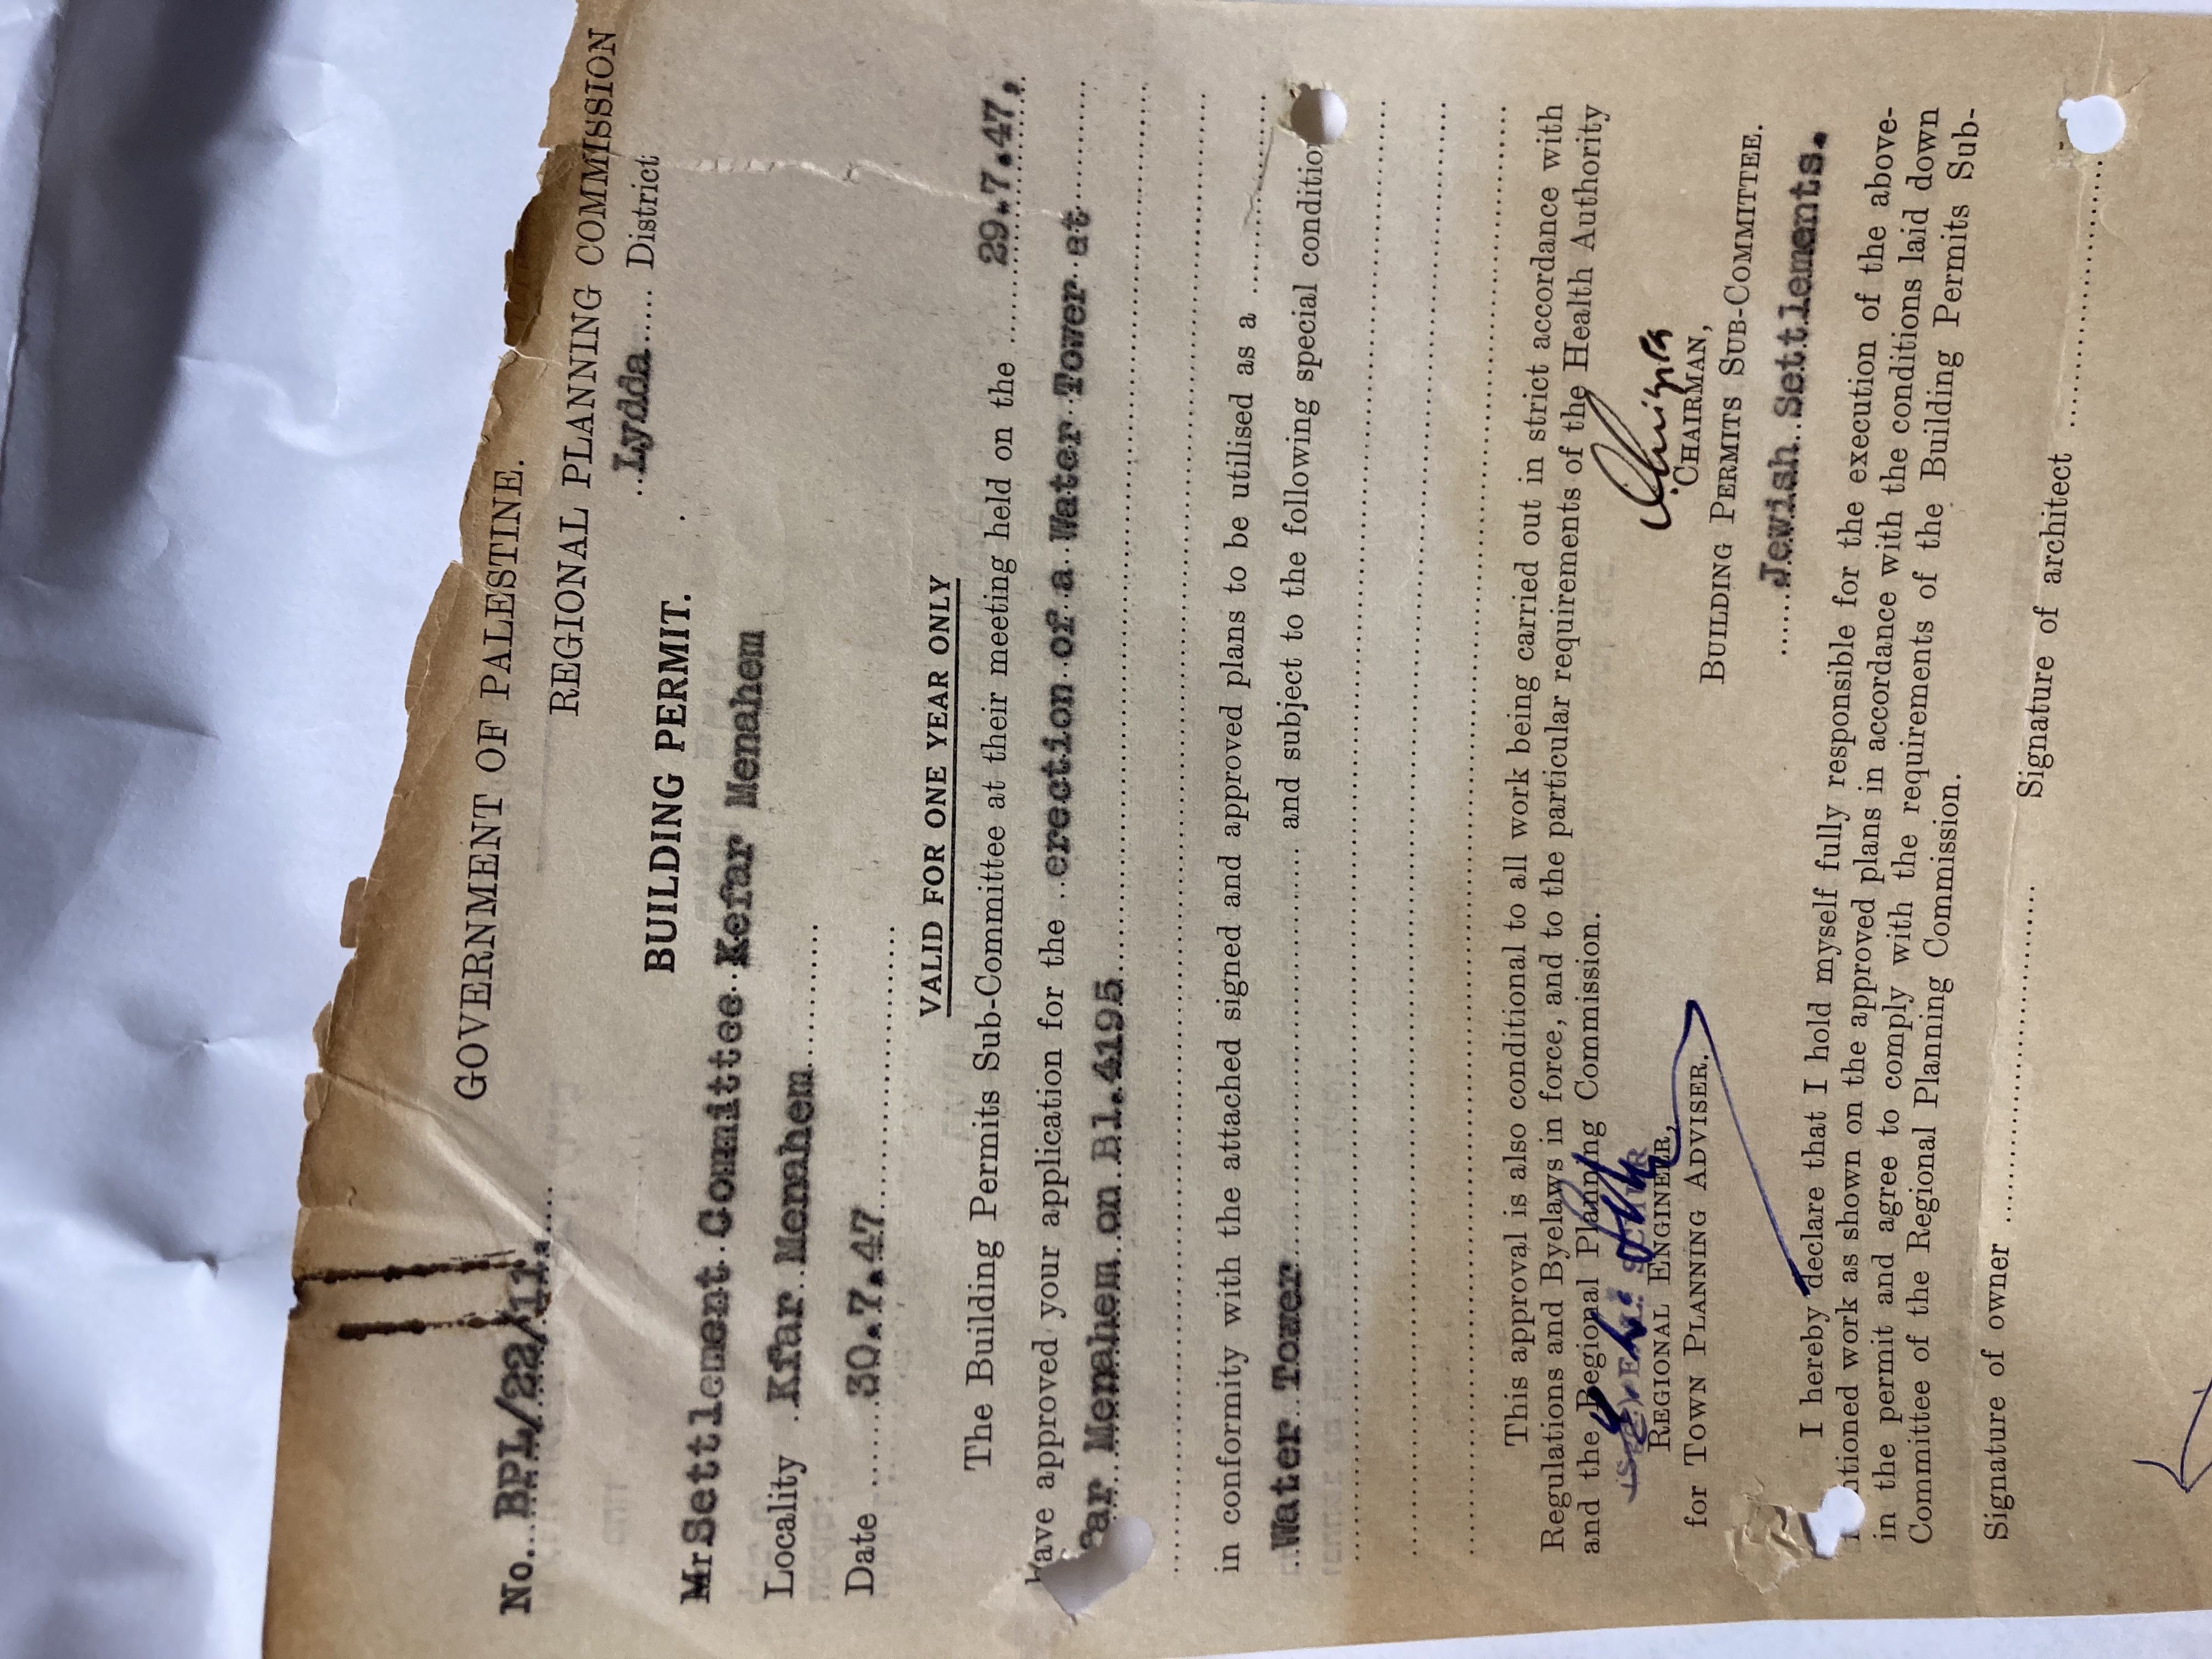 GOVERNMENT OF PALESTINE.
No. BPL/22/11.
REGIONAL PLANNING COMMISSION
Lydda District
BUILDING PERMIT.
Mr Settlement Committee Kefar Menahem
Locality Kfar Menahem
Date 30.7.47
VALID FOR ONE YEAR ONLY
The Building Permits Sub-Committee at their meeting held on the 29.7.47.
have approved your application for the erection of a Water Tower at
Far Menahem on Bl.4195
in conformity with the attached signed and approved plans to be utilised as a
Water Tower and subject to the following special condition
This approval is also conditional to all work being carried out in strict accordance with
Regulations and Byelaws in force, and to the particular requirements of the Health Authority
and the Regional Planning Commission.
REGIONAL ENGINEER,
for TOWN PLANNING ADVISER.
CHAIRMAN,
BUILDING PERMITS SUB-COMMITTEE.
Jewish Settlements.
I hereby declare that I hold myself fully responsible for the execution of the above-
ntioned work as shown on the approved plans in accordance with the conditions laid down
in the permit and agree to comply with the requirements of the Building Permits Sub-
Committee of the Regional Planning Commission.
Signature of owner Signature of architect